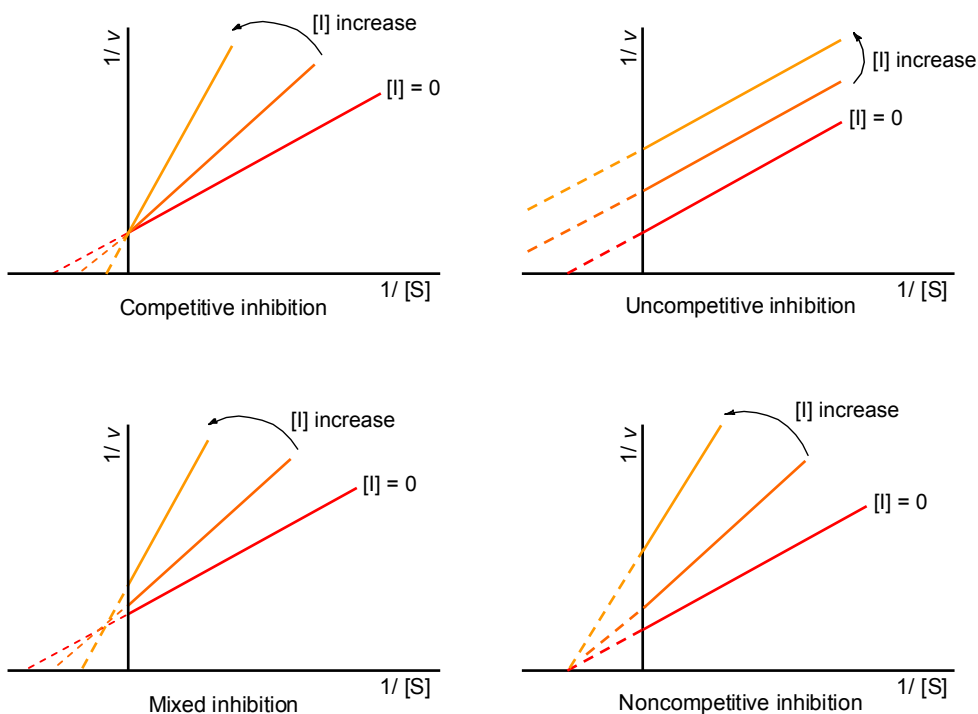 1/ v
[I] increase
[I] = 0
1/ [S]
Competitive inhibition
1/ v
[I] increase
[I] = 0
1/ [S]
Uncompetitive inhibition
1/ v
[I] increase
[I] = 0
1/ [S]
Mixed inhibition
1/ v
[I] increase
[I] = 0
1/ [S]
Noncompetitive inhibition